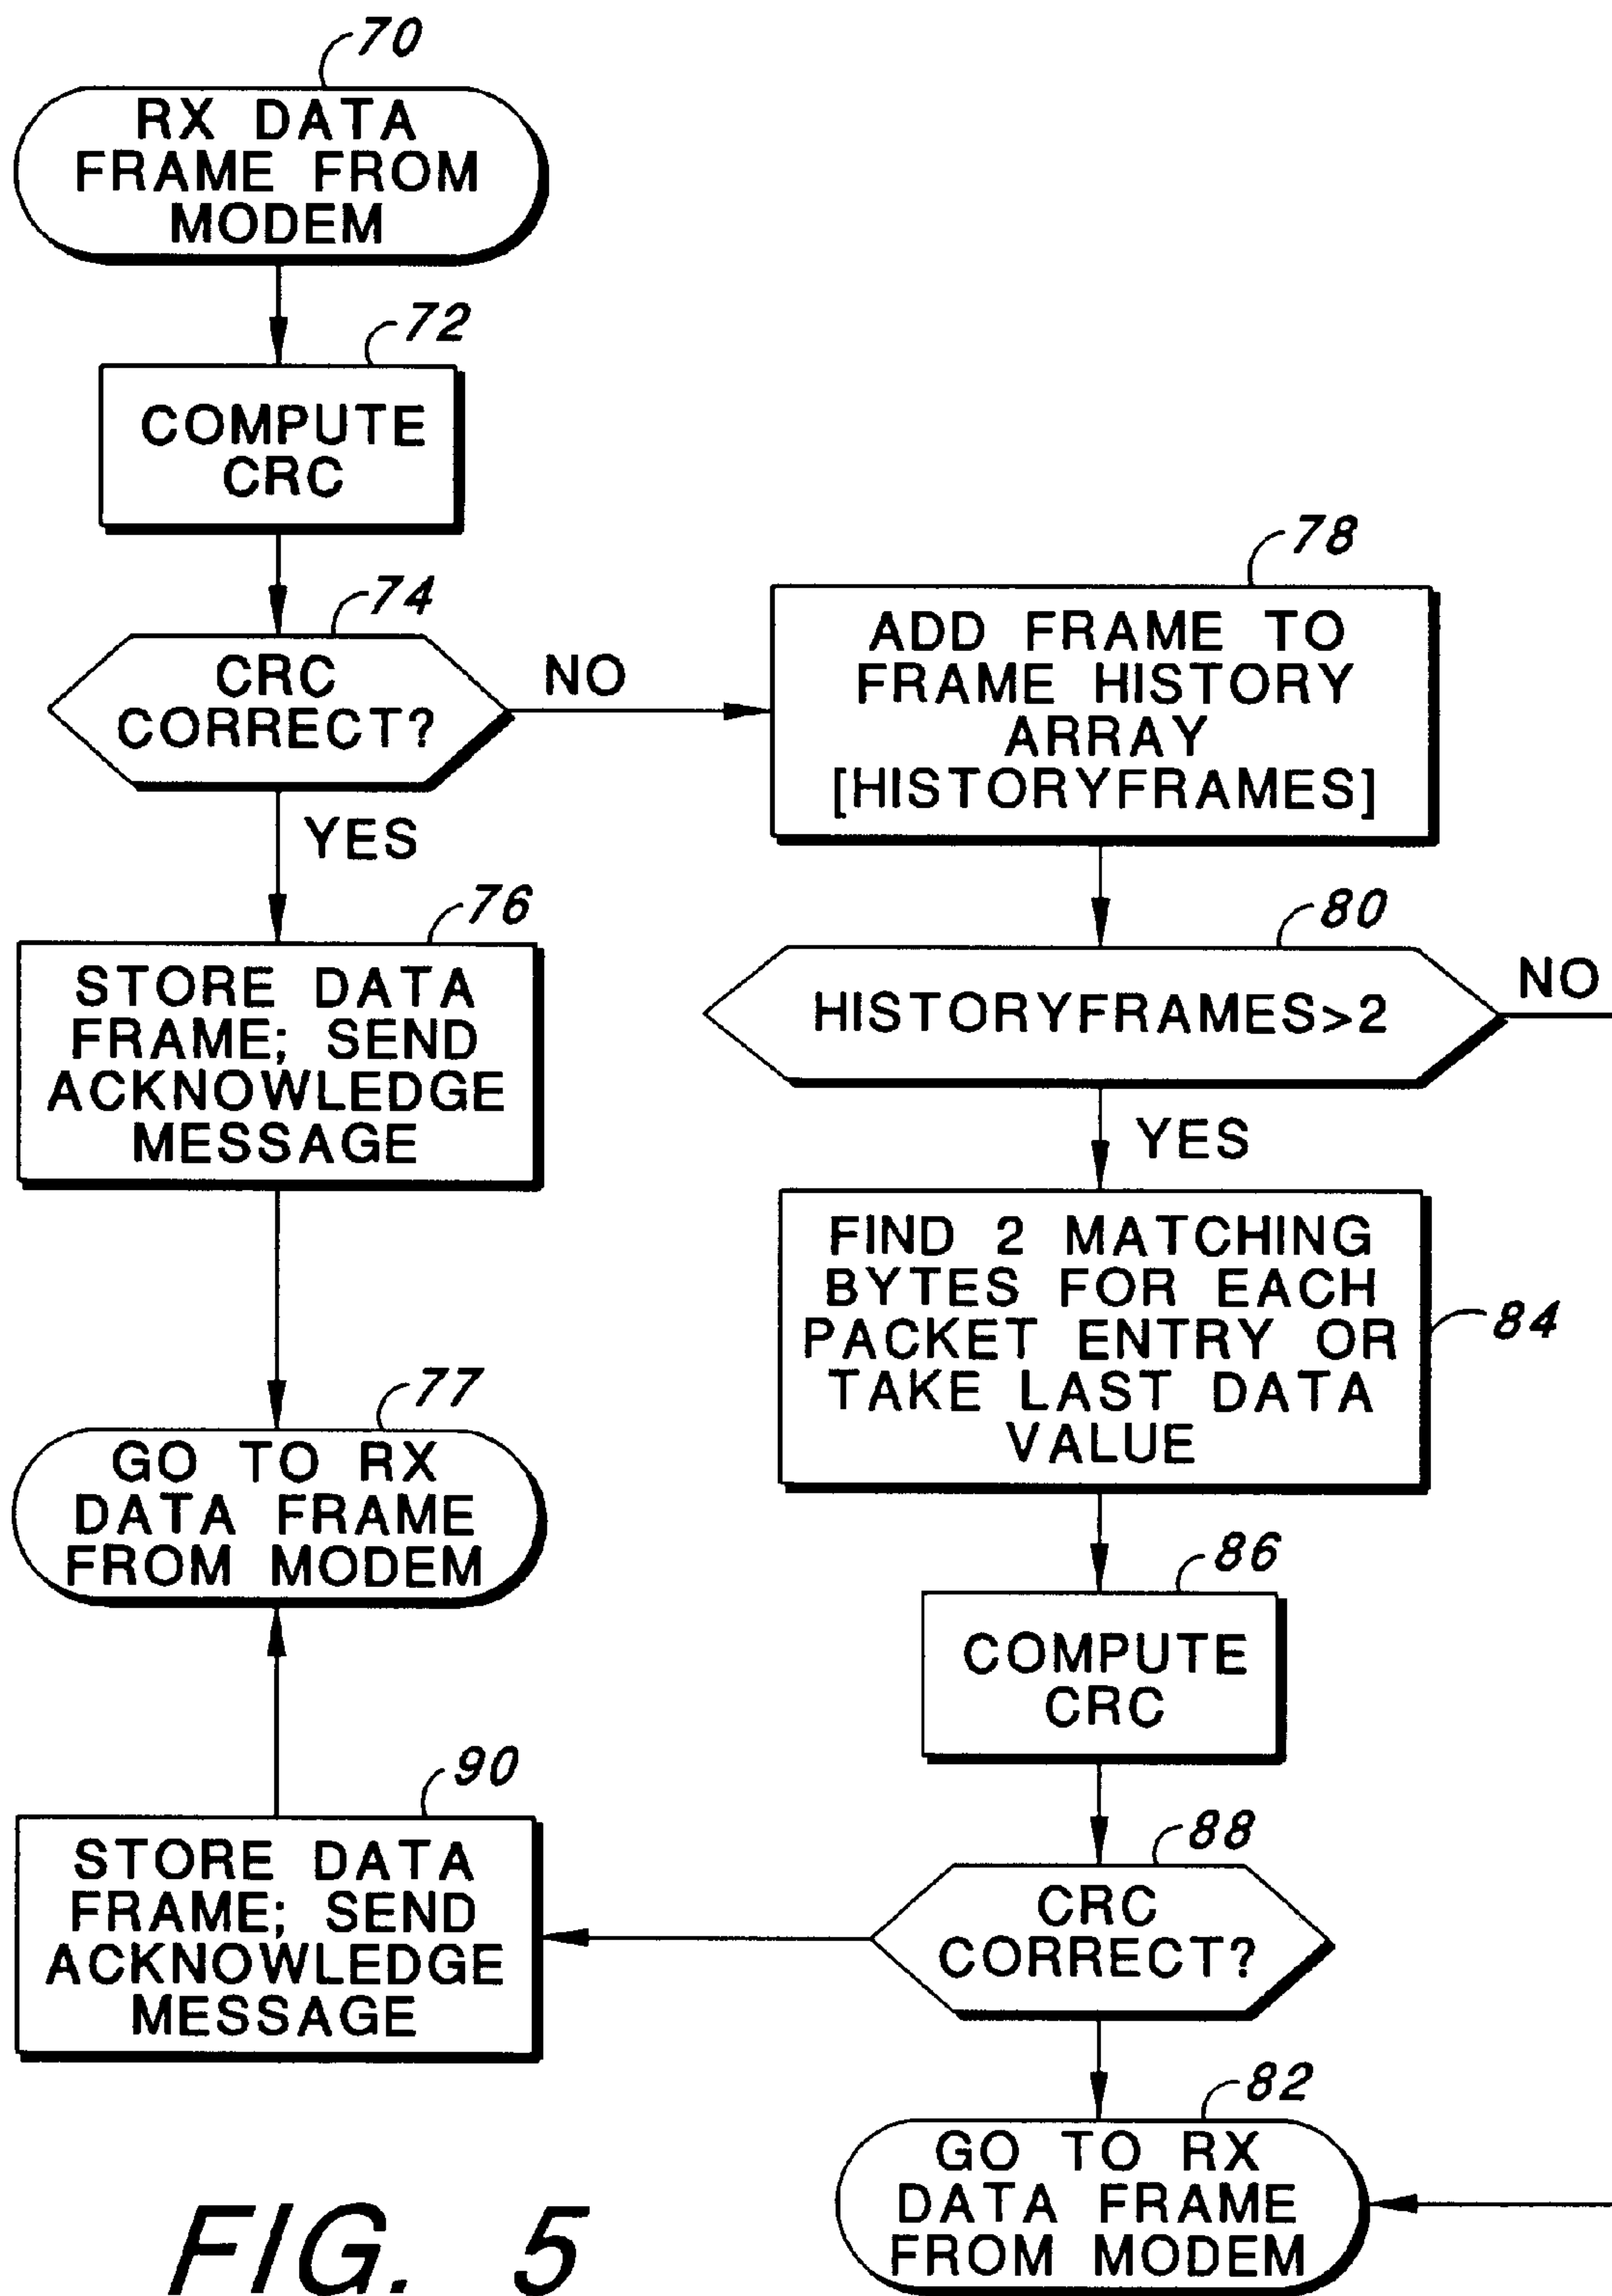 70
RX DATA
FRAME FROM
MODEM
72
COMPUTE
CRC
74
CRC
CORRECT?
NO
YES
76
STORE DATA
FRAME; SEND
ACKNOWLEDGE
MESSAGE
77
GO TO RX
DATA FRAME
FROM MODEM
78
ADD FRAME TO
FRAME HISTORY
ARRAY
[HISTORYFRAMES]
80
HISTORYFRAMES>2
NO
YES
84
FIND 2 MATCHING
BYTES FOR EACH
PACKET ENTRY OR
TAKE LAST DATA
VALUE
86
COMPUTE
CRC
88
CRC
CORRECT?
90
STORE DATA
FRAME; SEND
ACKNOWLEDGE
MESSAGE
82
GO TO RX
DATA FRAME
FROM MODEM
FIG. 5